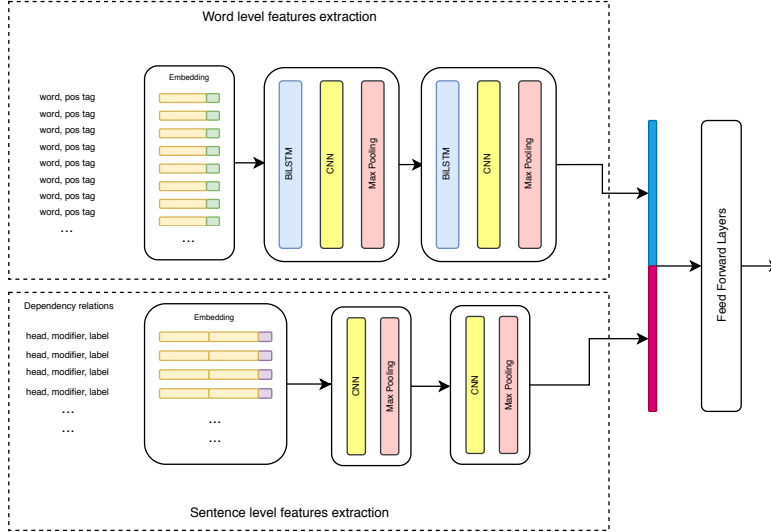 Word level features extraction
Embedding
word, pos tag
word, pos tag
word, pos tag
word, pos tag
word, pos tag
word, pos tag
word, pos tag
word, pos tag
...
...
BiLSTM
CNN
Max Pooling
BiLSTM
CNN
Max Pooling
Dependency relations
Embedding
head, modifier, label
head, modifier, label
head, modifier, label
head, modifier, label
...
...
...
...
CNN
Max Pooling
CNN
Max Pooling
Sentence level features extraction
Feed Forward Layers